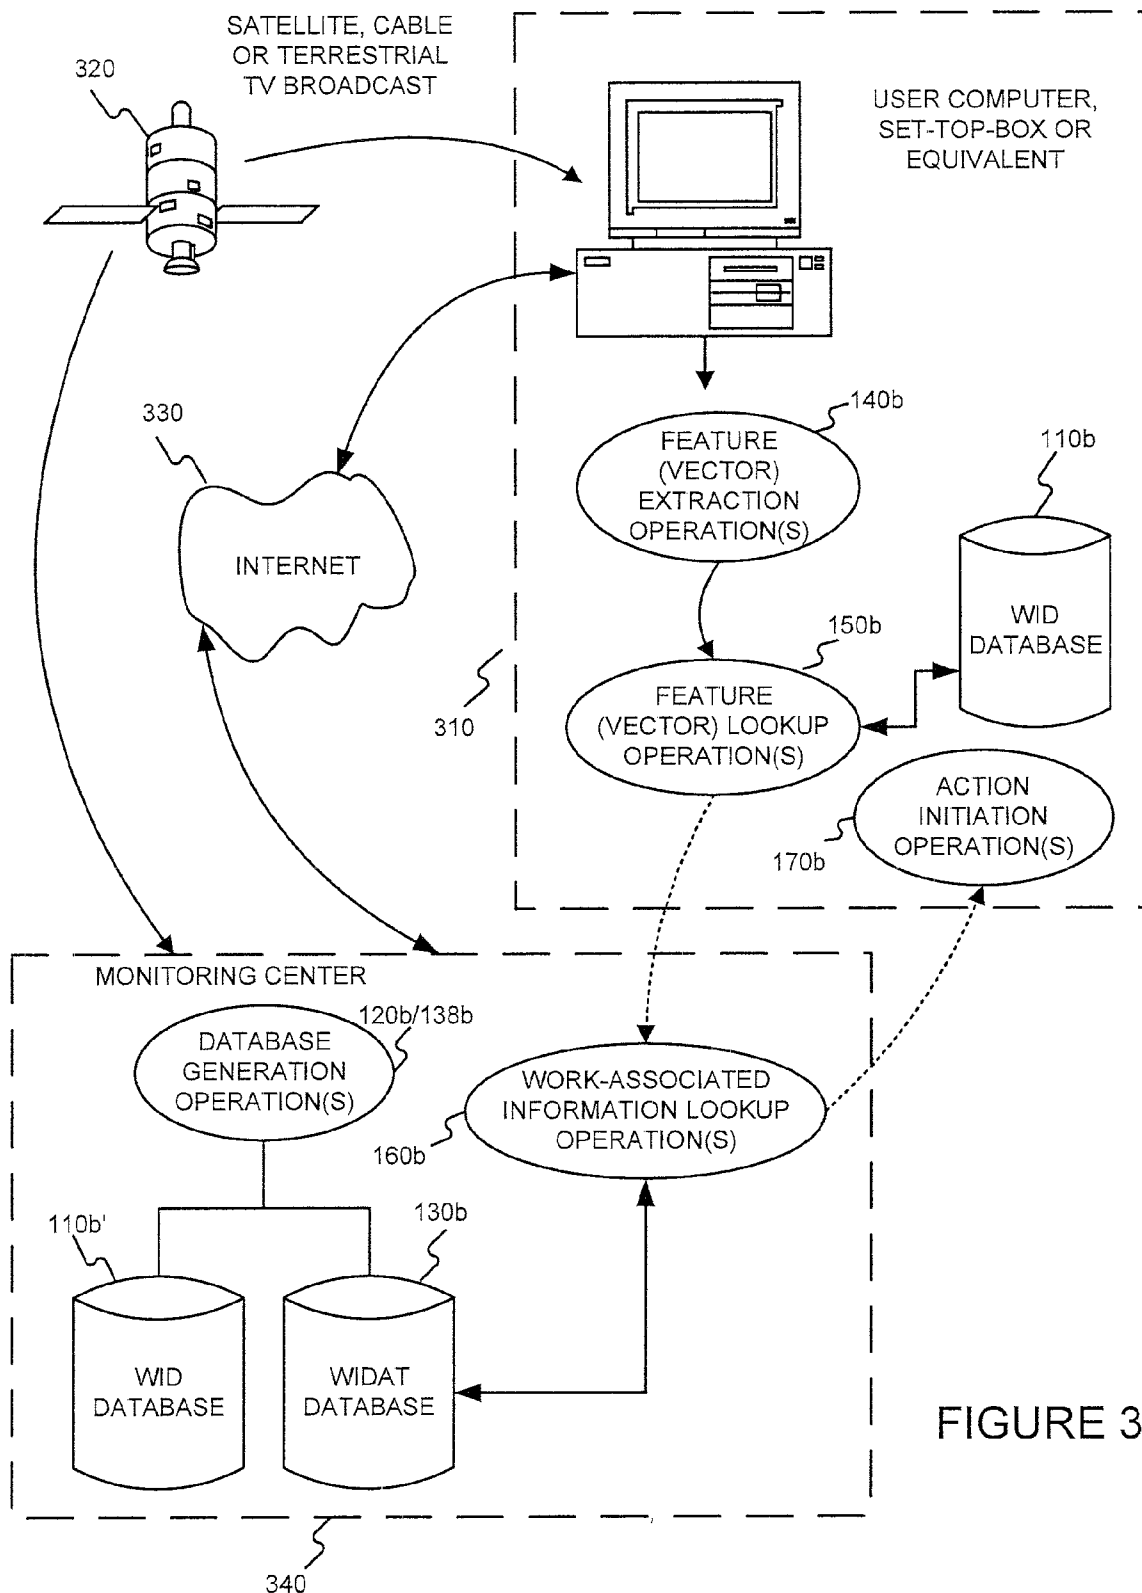 SATELLITE, CABLE
OR TERRESTRIAL
TV BROADCAST
320
USER COMPUTER,
SET-TOP-BOX OR
EQUIVALENT
140b
FEATURE
(VECTOR)
EXTRACTION
OPERATION(S)
110b
WID
DATABASE
330
INTERNET
150b
FEATURE
(VECTOR) LOOKUP
OPERATION(S)
310
ACTION
INITIATION
OPERATION(S)
170b
MONITORING CENTER
120b/138b
DATABASE
GENERATION
OPERATION(S)
WORK-ASSOCIATED
INFORMATION LOOKUP
OPERATION(S)
160b
110b'
130b
WID
DATABASE
WIDAT
DATABASE
FIGURE 3
340